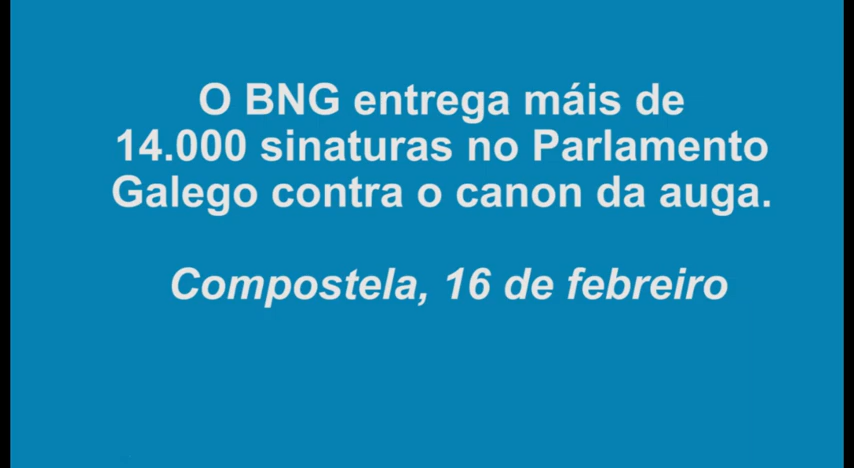 O BNG entrega máis de
14.000 sinaturas no Parlamento
Galego contra o canon da auga.
Compostela, 16 de febreiro